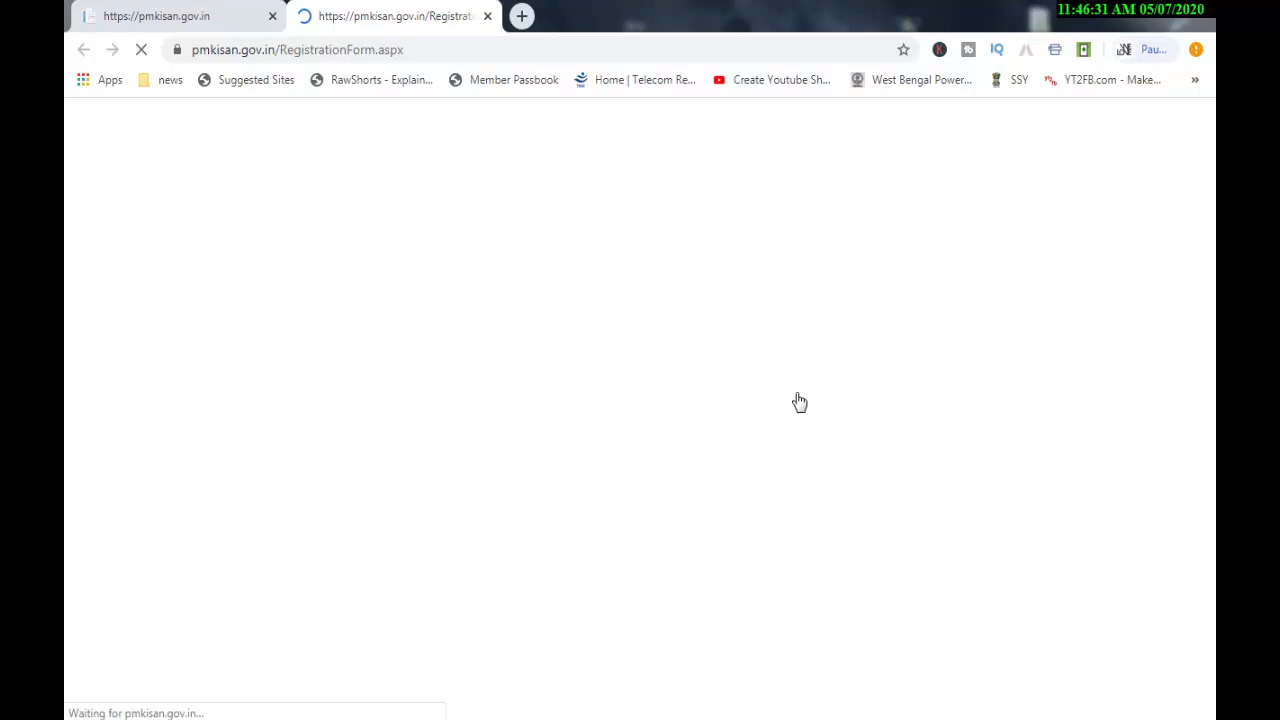 11:46:31 AM 05/07/2020
https://pmkisan.gov.in
https://pmkisan.gov.in/Registrat
pmkisan.gov.in/RegistrationForm.aspx
Pau...
Apps
news
Suggested Sites
RawShorts - Explain...
Member Passbook
Home | Telecom Re...
Create Youtube Sh...
West Bengal Power...
SSY
YT2FB.com - Make...
Waiting for pmkisan.gov.in...